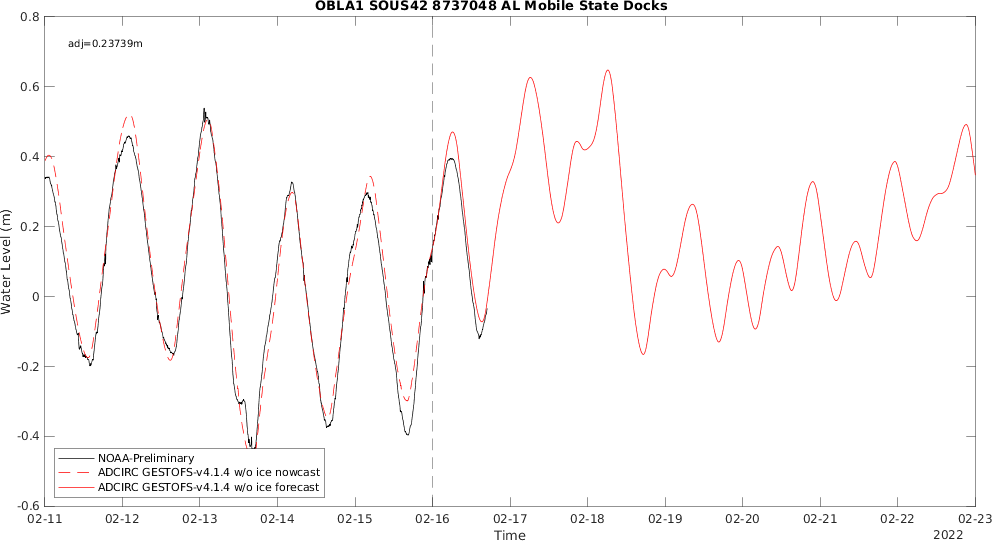 OBLA1 SOUS42 8737048 AL Mobile State Docks
adj=0.23739m
0.8
0.6
0.4
0.2
0
-0.2
-0.4
-0.6
Water Level (m)
NOAA-Preliminary
ADCIRC GESTOFS-v4.1.4 w/o ice nowcast
ADCIRC GESTOFS-v4.1.4 w/o ice forecast
02-11 02-12 02-13 02-14 02-15 02-16 02-17 02-18 02-19 02-20 02-21 02-22 02-23
Time
2022